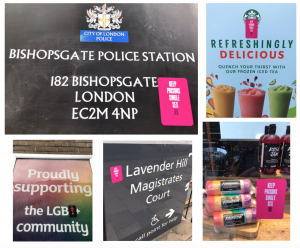 CITY OF LONDON
POLICE
BISHOPSGATE POLICE STATION
182 BISHOPSGATE
LONDON
EC2M 4NP
KEEP
PRISONS
SINGLE
SEX
REFRESHINGLY
DELICIOUS
QUENCH YOUR THIRST WITH
OUR FROZEN ICED TEA
Proudly
supporting
the LGB
community
Lavender Hill
Magistrates
Court
KEEP
PRISONS
SINGLE
SEX